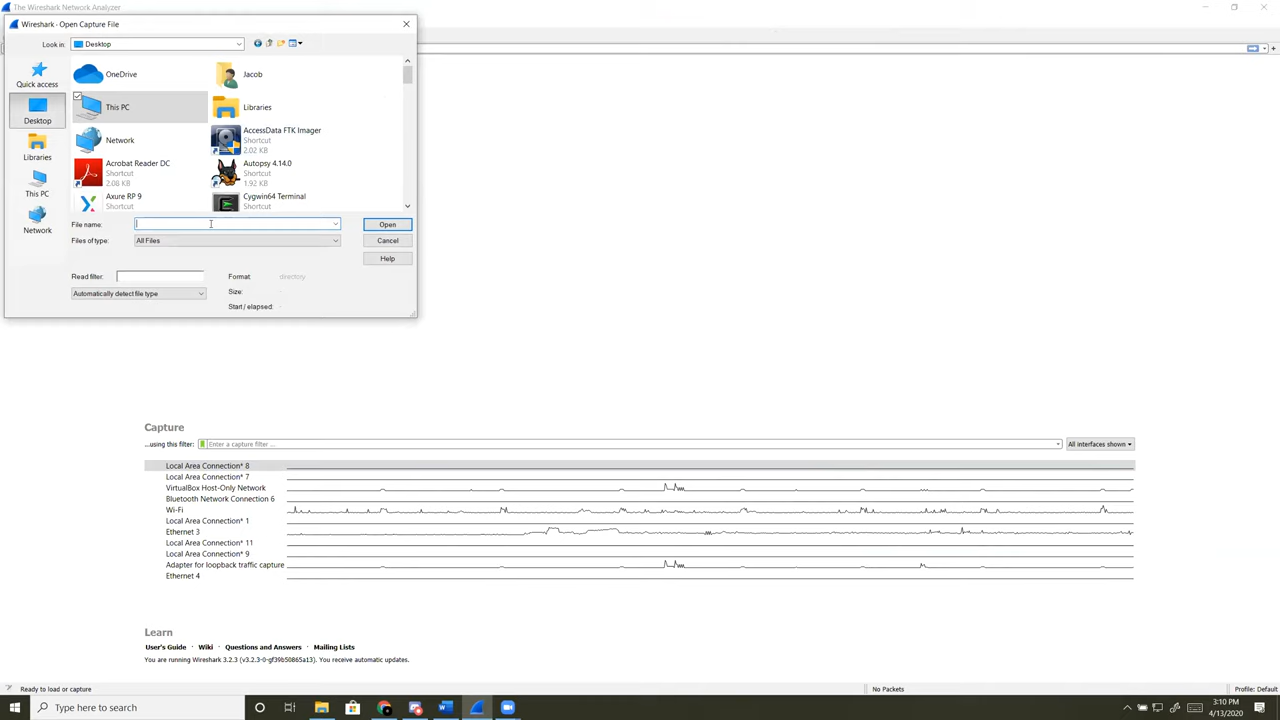 The Wireshark Network Analyzer
Wireshark · Open Capture File
Look in:
Desktop
Quick access
Desktop
Libraries
This PC
Network
OneDrive
Jacob
This PC
Libraries
Network
AccessData FTK Imager
Shortcut
2.02 KB
Acrobat Reader DC
Shortcut
2.08 KB
Autopsy 4.14.0
Shortcut
1.92 KB
Axure RP 9
Shortcut
Cygwin64 Terminal
Shortcut
File name:
Open
Files of type:
All Files
Cancel
Help
Read filter:
Format:
directory
Automatically detect file type
Size:
-
Start / elapsed:
-
Capture
...using this filter:
Enter a capture filter ...
All interfaces shown
Local Area Connection* 8
Local Area Connection* 7
VirtualBox Host-Only Network
Bluetooth Network Connection 6
Wi-Fi
Local Area Connection* 1
Ethernet 3
Local Area Connection* 11
Local Area Connection* 9
Adapter for loopback traffic capture
Ethernet 4
Learn
User's Guide · Wiki · Questions and Answers · Mailing Lists
You are running Wireshark 3.2.3 (v3.2.3-0-gf39b50865a13). You receive automatic updates.
Ready to load or capture
No Packets
Profile: Default
Type here to search
3:10 PM
4/13/2020